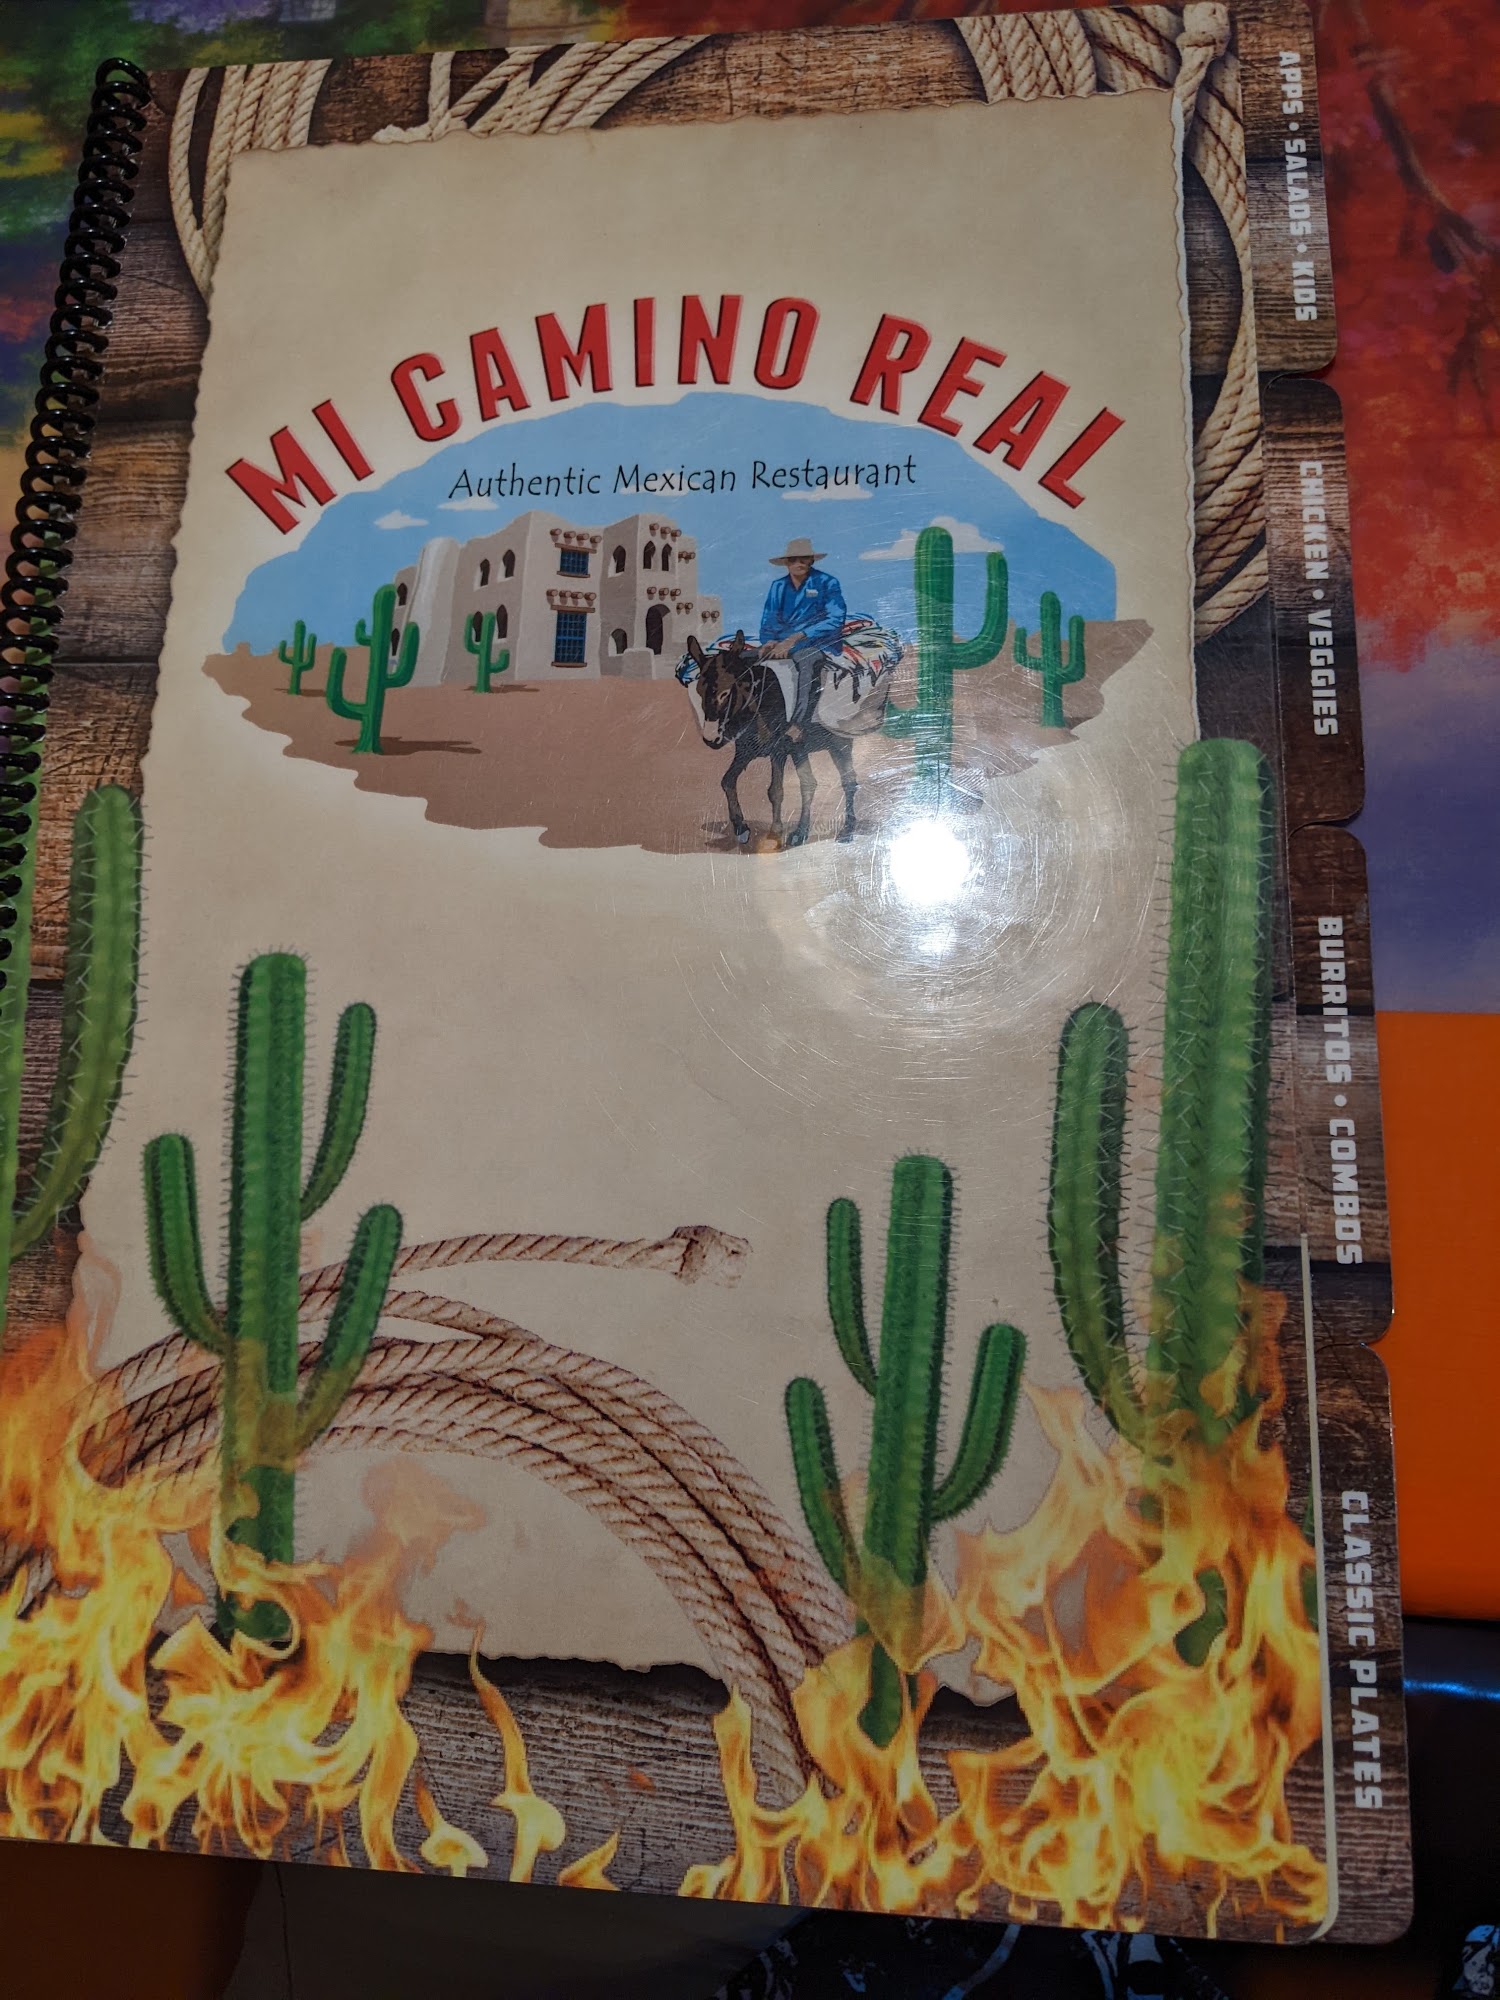 MI CAMINO REAL
Authentic Mexican Restaurant
APPS • SALADS • KIDS
CHICKEN • VEGGIES
BURRITOS • COMBOS
CLASSIC PLATES